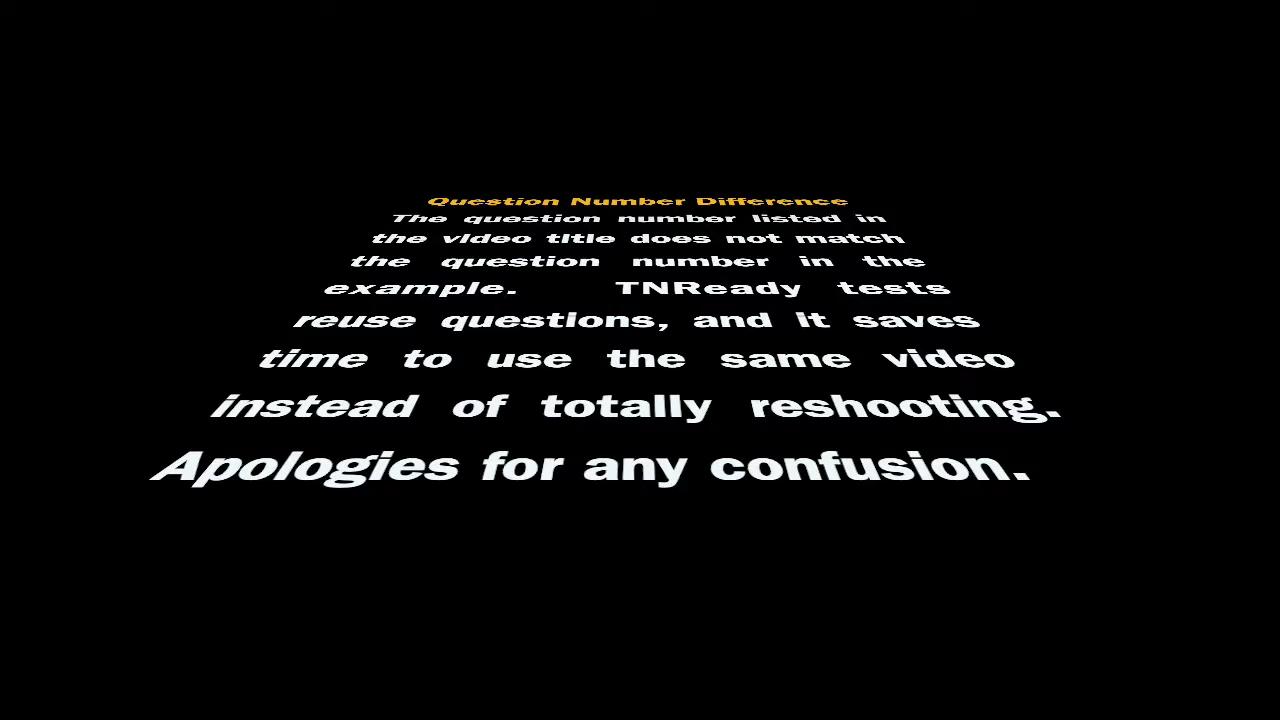 Question Number Difference
The question number listed in
the video title does not match
the question number in the
example. TNReady tests
reuse questions, and it saves
time to use the same video
instead of totally reshooting.
Apologies for any confusion.